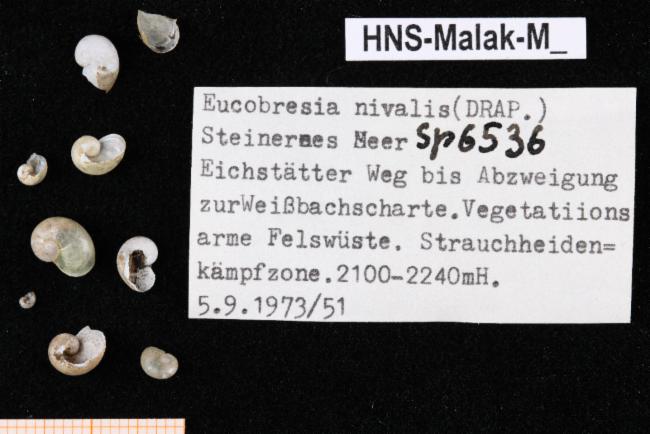 HNS-Malak-M_
Eucobresia nivalis(DRAP.)
Steinernes Meer Sp6536
Eichstätter Weg bis Abzweigung
zurWeißbachscharte.Vegetatiions
arme Felswüste. Strauchheiden=
kämpfzone.2100-2240mH.
5.9.1973/51